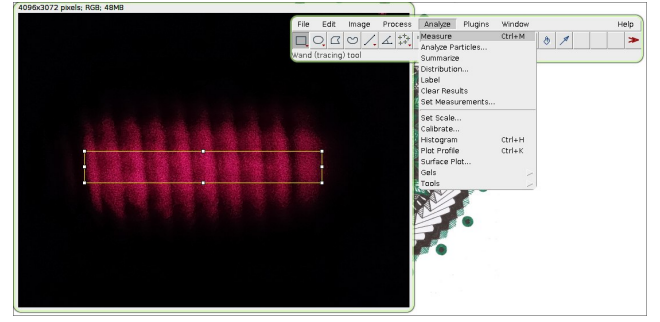 4096x3072 pixels; RGB; 48MB
File Edit Image Process Analyze Plugins Window Help
Wand (tracing) tool
Measure Ctrl+M
Analyze Particles...
Summarize
Distribution...
Label
Clear Results
Set Measurements...
Set Scale...
Calibrate...
Histogram Ctrl+H
Plot Profile Ctrl+K
Surface Plot...
Gels
Tools